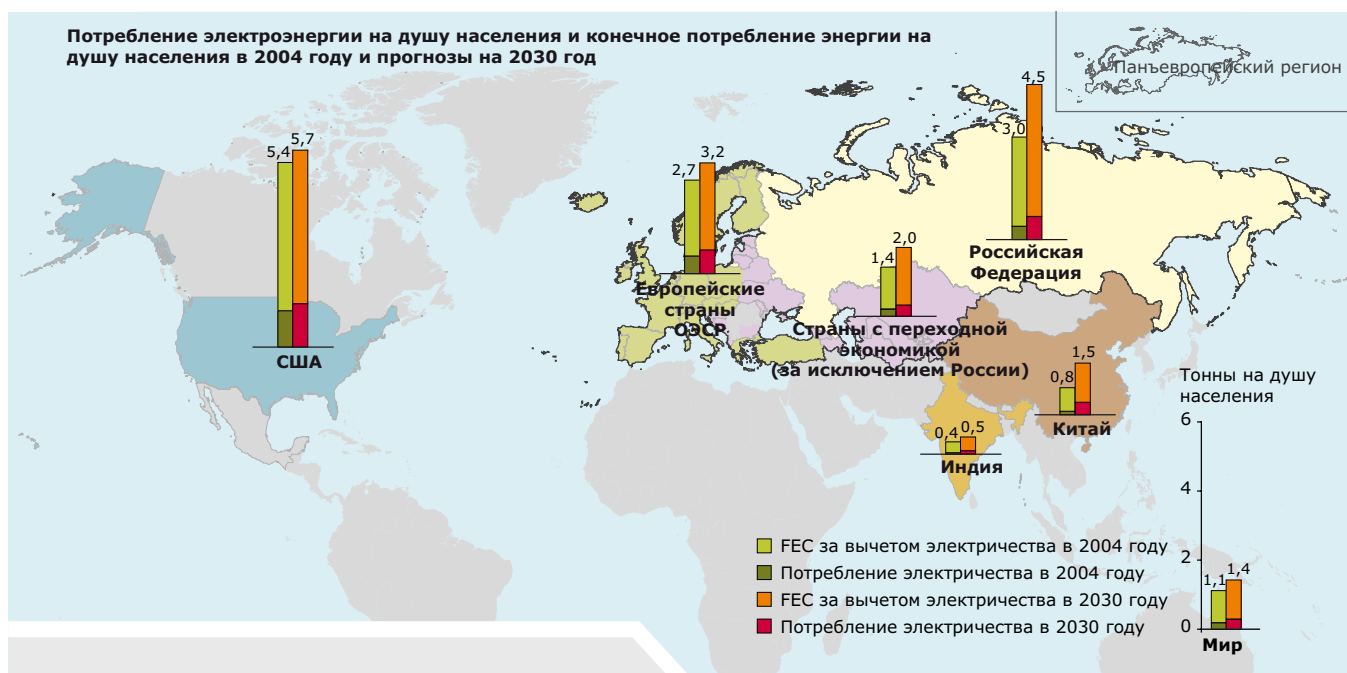 Потребление электроэнергии на душу населения и конечное потребление энергии на
душу населения в 2004 году и прогнозы на 2030 год
Панъевропейский регион
5,4
5,7
США
2,7
3,2
Европейские
страны
ОЭСР
3,0
4,5
Российская
Федерация
1,4
2,0
Страны с переходной
экономикой
(за исключением России)
0,8
1,5
Китай
0,4
0,5
Индия
Тонны на душу
населения
6
4
2
0
1,1
1,4
Мир
FEC за вычетом электричества в 2004 году
Потребление электричества в 2004 году
FEC за вычетом электричества в 2030 году
Потребление электричества в 2030 году